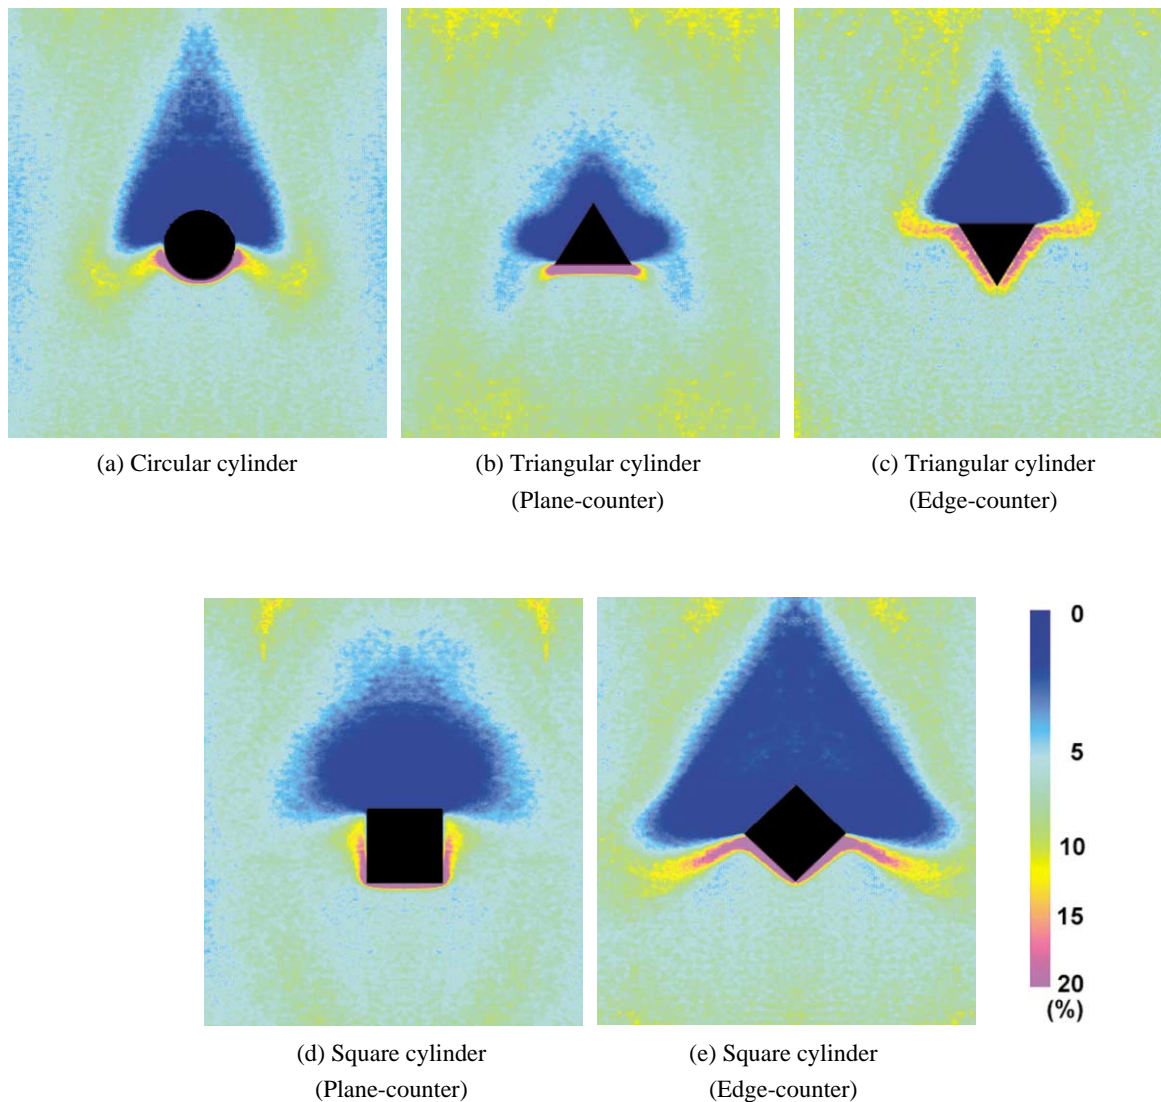 (a) Circular cylinder
(b) Triangular cylinder
(Plane-counter)
(c) Triangular cylinder
(Edge-counter)
0
5
10
15
20
(%)
(d) Square cylinder
(Plane-counter)
(e) Square cylinder
(Edge-counter)